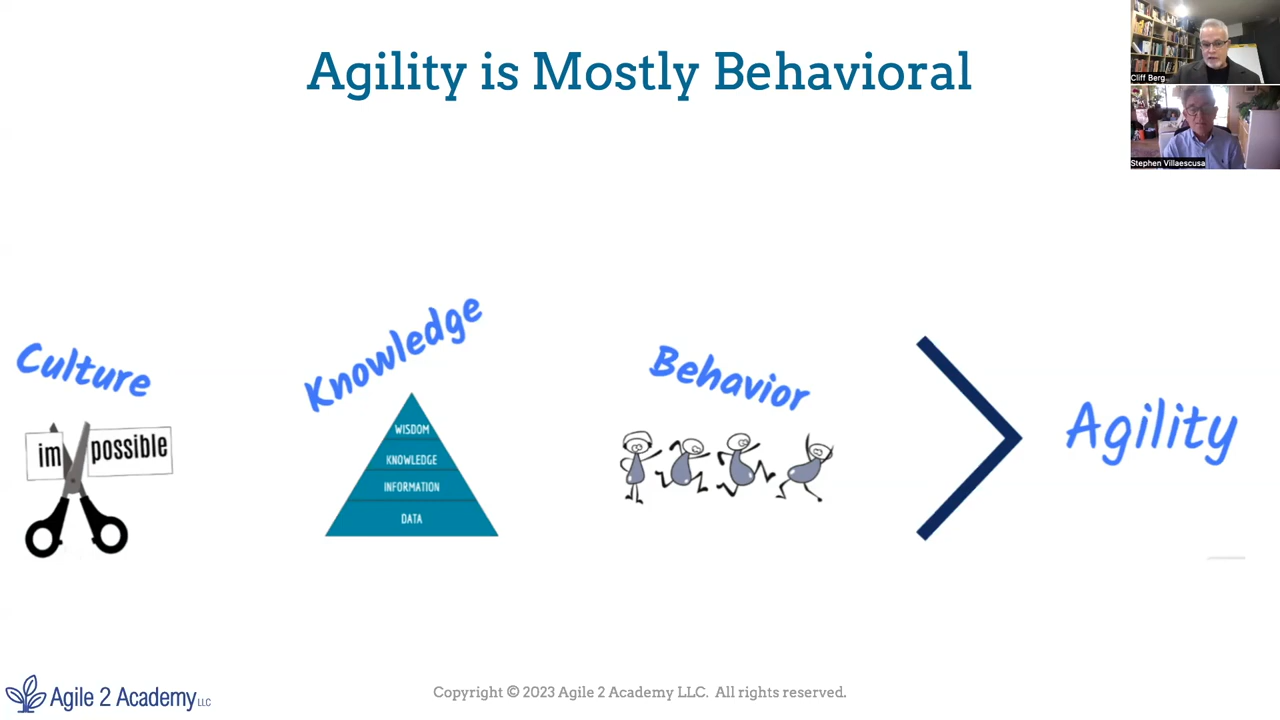 Agility is Mostly Behavioral
Cliff Berg
Stephen Villaescusa
Culture
im possible
Knowledge
WISDOM
KNOWLEDGE
INFORMATION
DATA
Behavior
Agility
Agile 2 Academy LLC
Copyright © 2023 Agile 2 Academy LLC. All rights reserved.